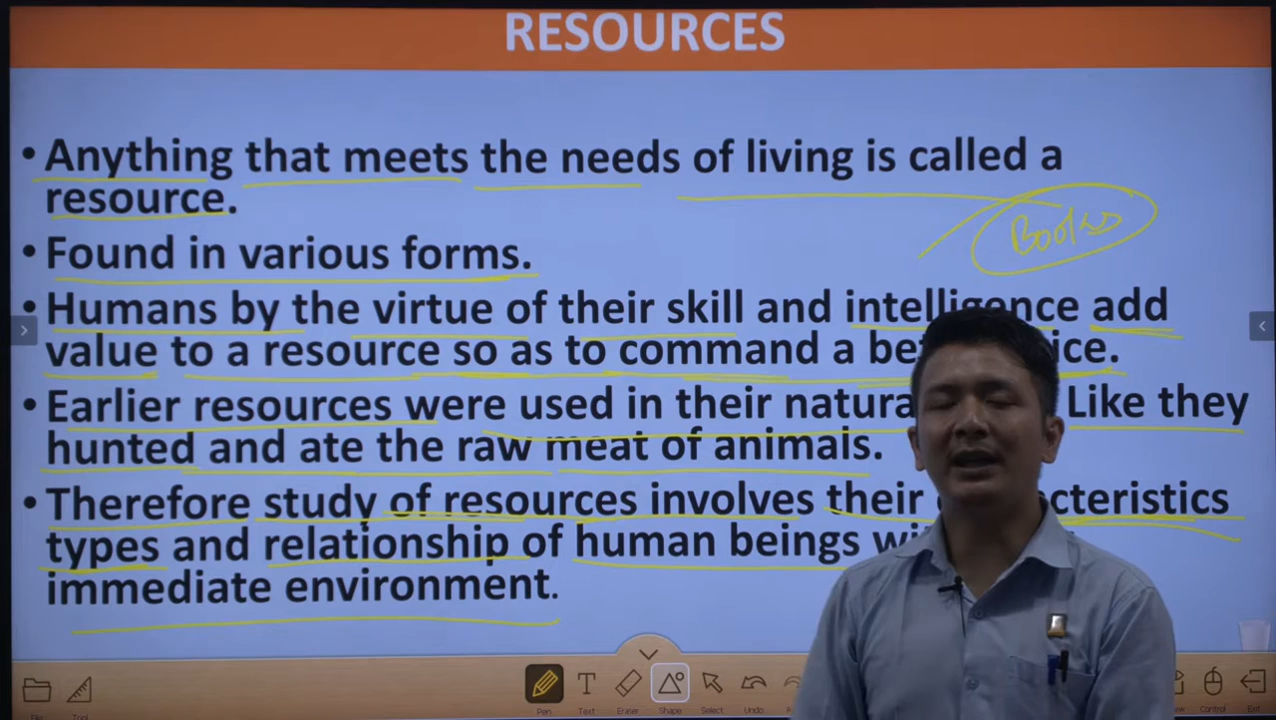 RESOURCES
• Anything that meets the needs of living is called a
resource.
Books
• Found in various forms.
• Humans by the virtue of their skill and intelligence add
value to a resource so as to command a
• Earlier resources were used in their Like they
hunted and ate the raw meat of animals.
• Therefore study of resources involves their
types and relationship of human beings
immediate environment.
Tool
Pen
Text
Eraser
Shape
Select
Undo
Control
Exit